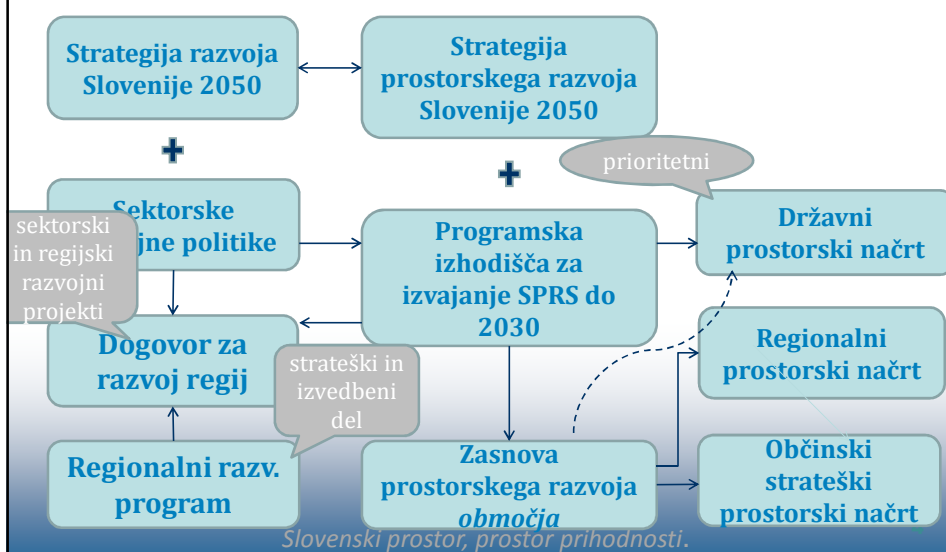 Strategija razvoja
Slovenije 2050
Strategija
prostorskega razvoja
Slovenije 2050
+
+
prioritetni
Sektorske
jne politike
sektorski
in regijski
razvojni
projekti
Programska
izhodišča za
izvajanje SPRS do
2030
Državni
prostorski načrt
Dogovor za
razvoj regij
strateški in
izvedbeni
del
Regionalni
prostorski načrt
Regionalni razv.
program
Zasnova
prostorskega razvoja
območja
Občinski
strateški
prostorski načrt
Slovenski prostor, prostor prihodnosti.